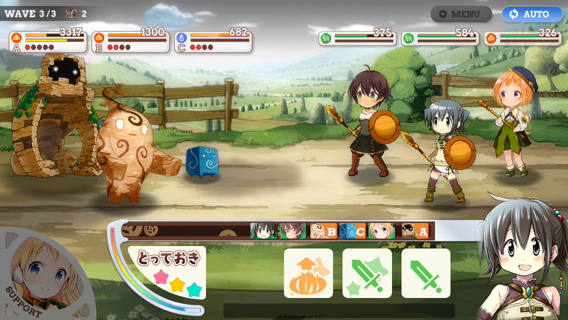 WAVE 3/3 2
MENU
AUTO
3317
A
1300
B
682
C
375
584
326
B C A
とっておき
SUPPORT